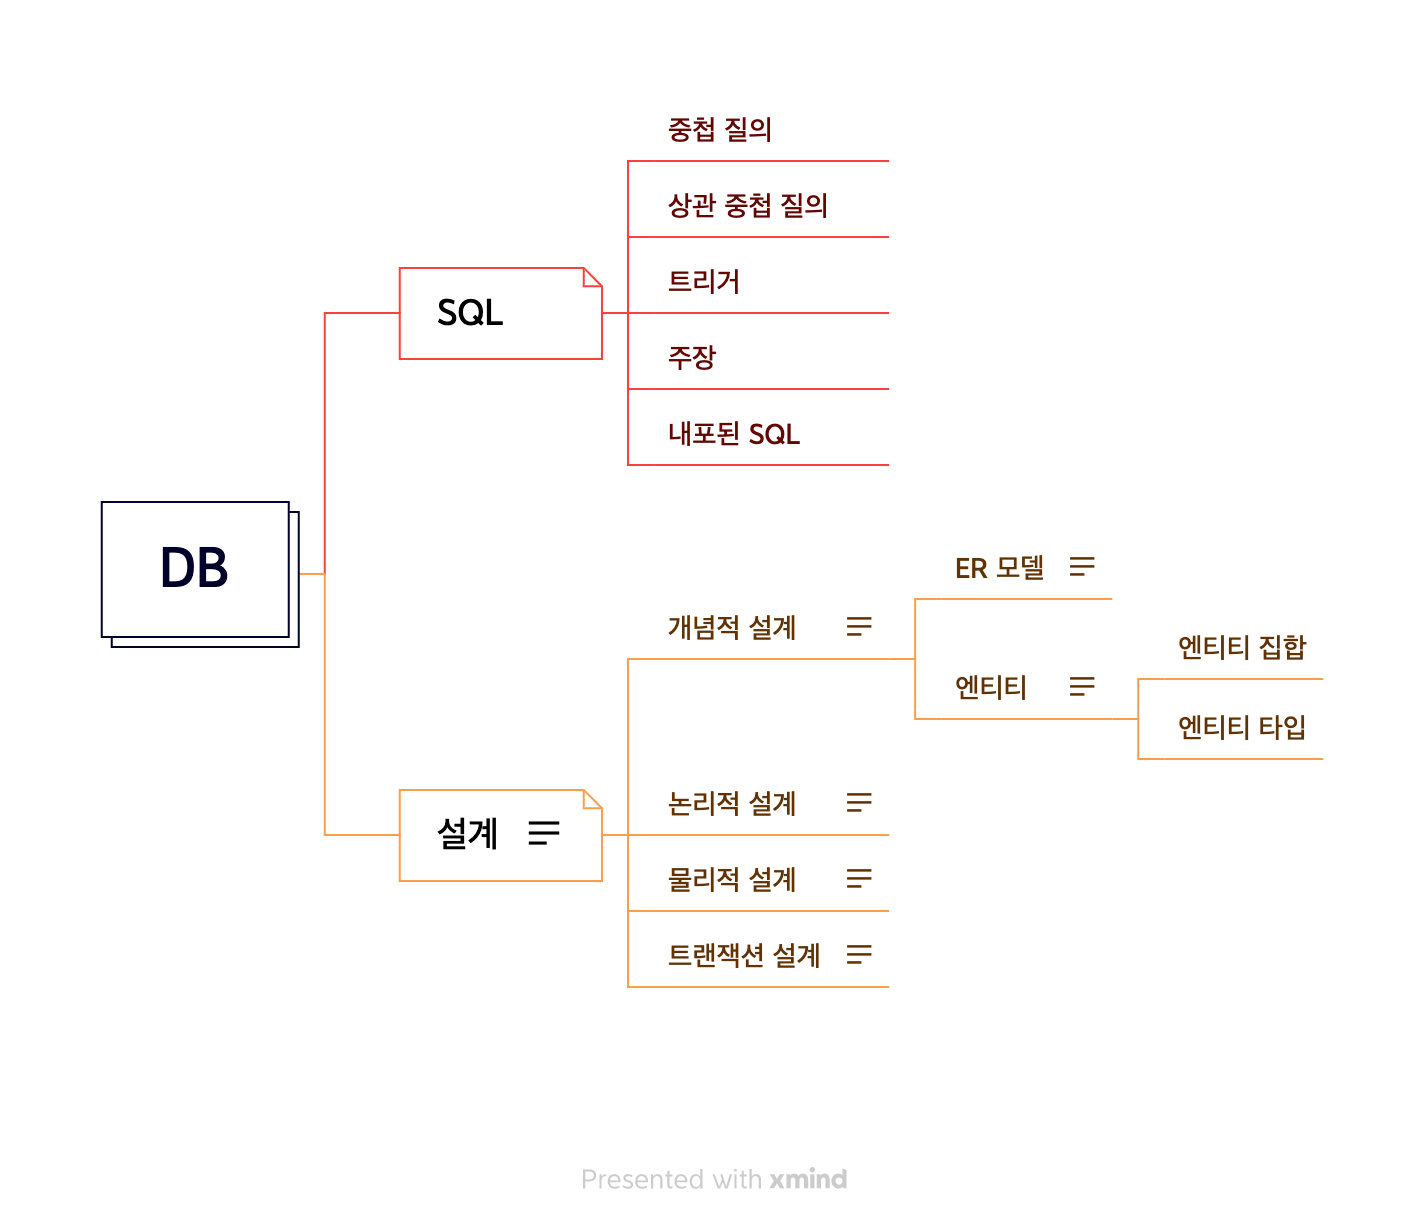 중첩 질의
상관 중첩 질의
트리거
SQL
주장
내포된 SQL
DB
ER 모델
개념적 설계
엔티티 집합
엔티티
엔티티 타입
논리적 설계
설계
물리적 설계
트랜잭션 설계
Presented with xmind